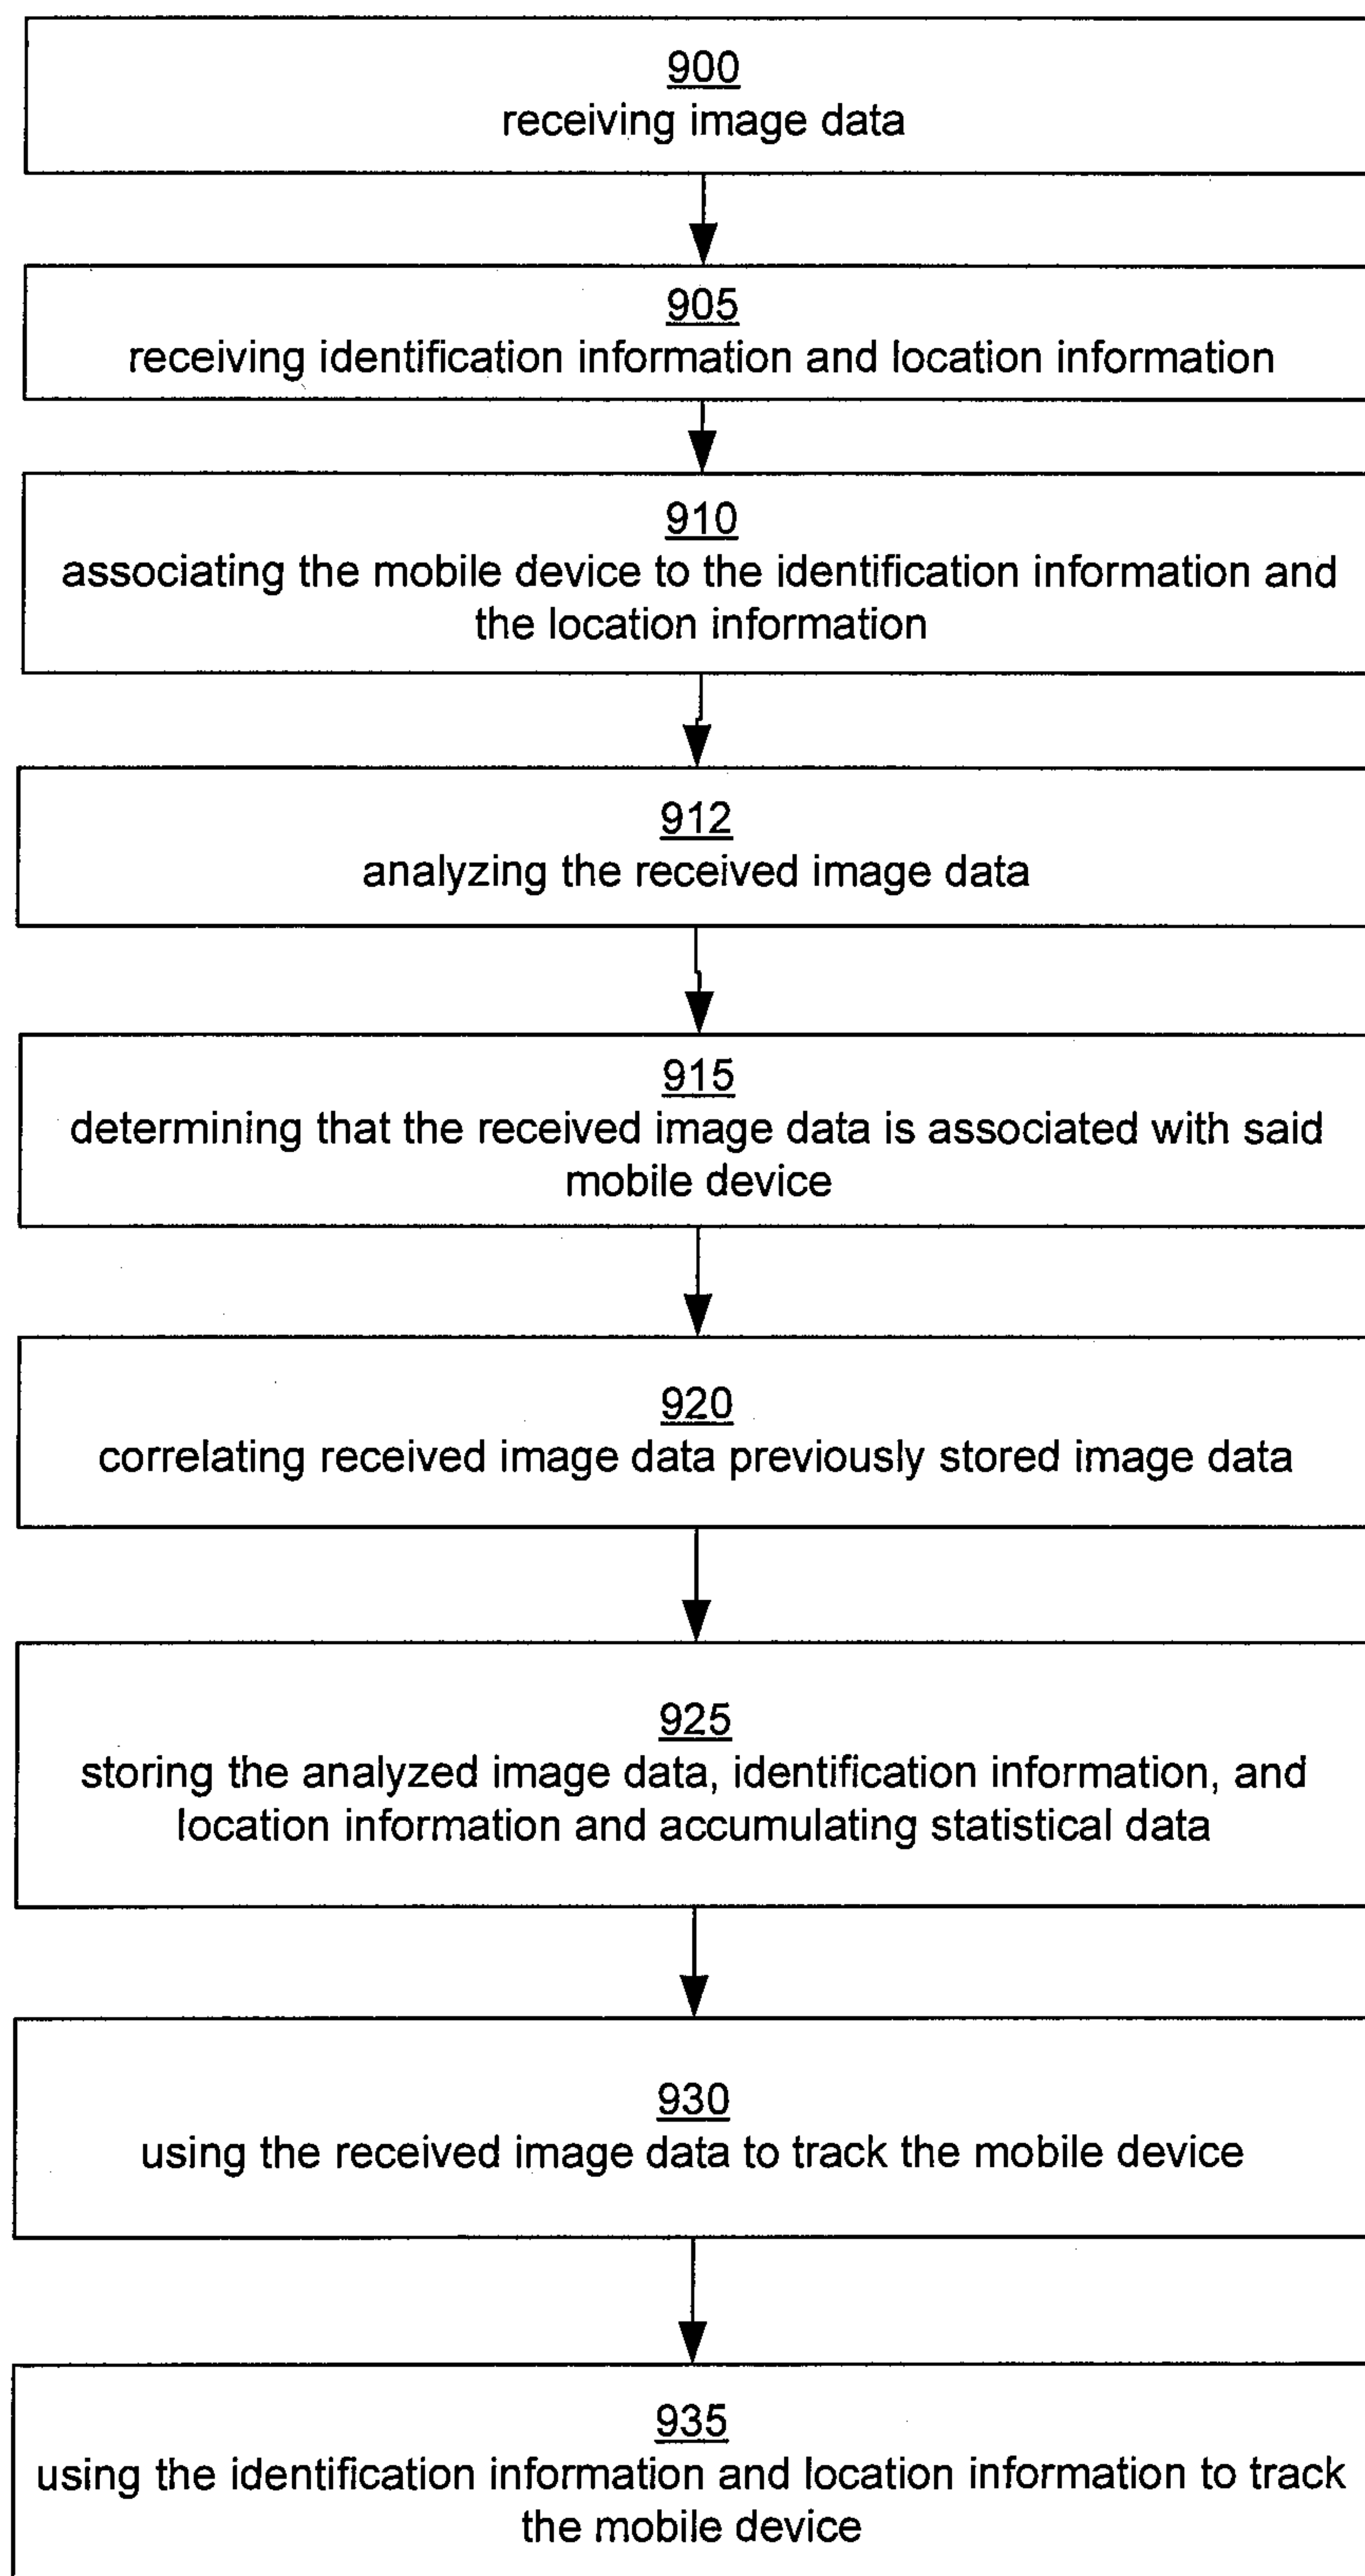 900
receiving image data
905
receiving identification information and location information
910
associating the mobile device to the identification information and
the location information
912
analyzing the received image data
915
determining that the received image data is associated with said
mobile device
920
correlating received image data previously stored image data
925
storing the analyzed image data, identification information, and
location information and accumulating statistical data
930
using the received image data to track the mobile device
935
using the identification information and location information to track
the mobile device